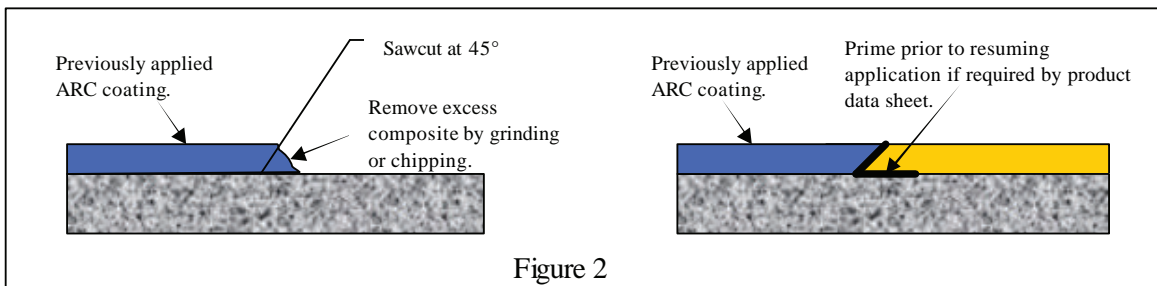 Previously applied
ARC coating.
Sawcut at 45°
Remove excess
composite by grinding
or chipping.
Previously applied
ARC coating.
Prime prior to resuming
application if required by product
data sheet.
Figure 2